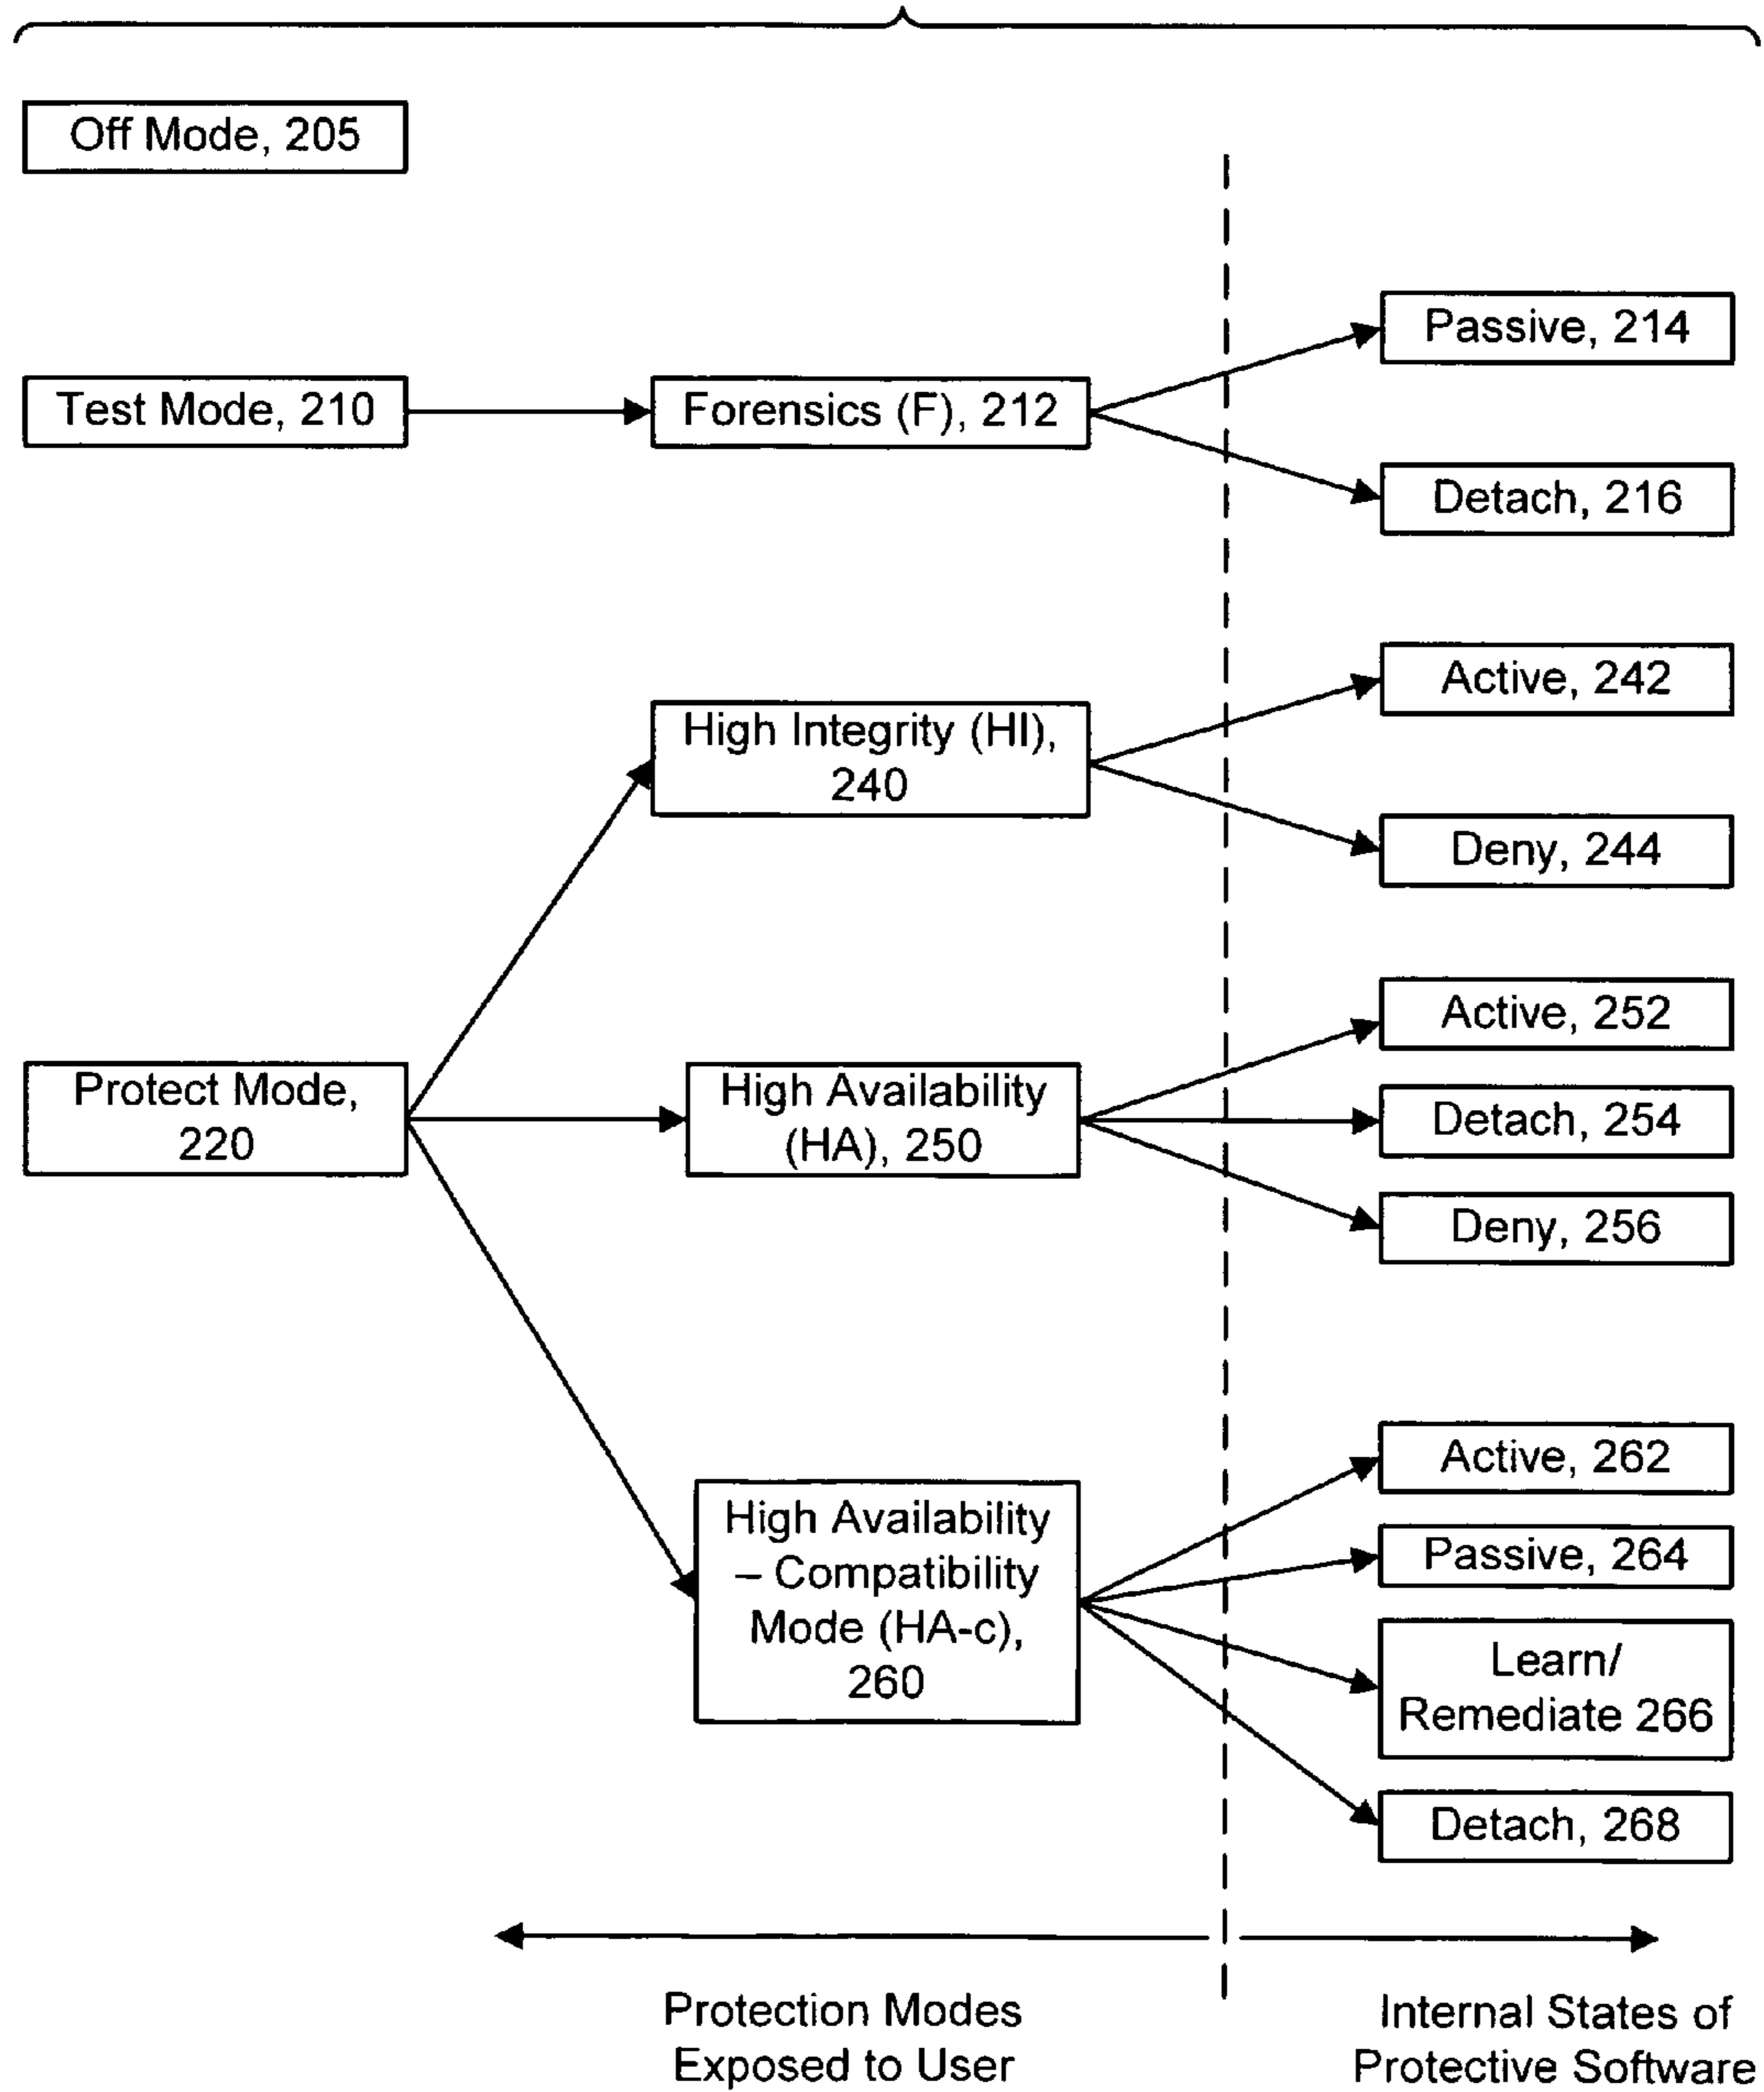 Off Mode, 205
Test Mode, 210
Forensics (F), 212
Passive, 214
Detach, 216
Protect Mode,
220
High Integrity (HI),
240
Active, 242
Deny, 244
High Availability
(HA), 250
Active, 252
Detach, 254
Deny, 256
High Availability
– Compatibility
Mode (HA-c),
260
Active, 262
Passive, 264
Learn/
Remediate 266
Detach, 268
Protection Modes
Exposed to User
Internal States of
Protective Software